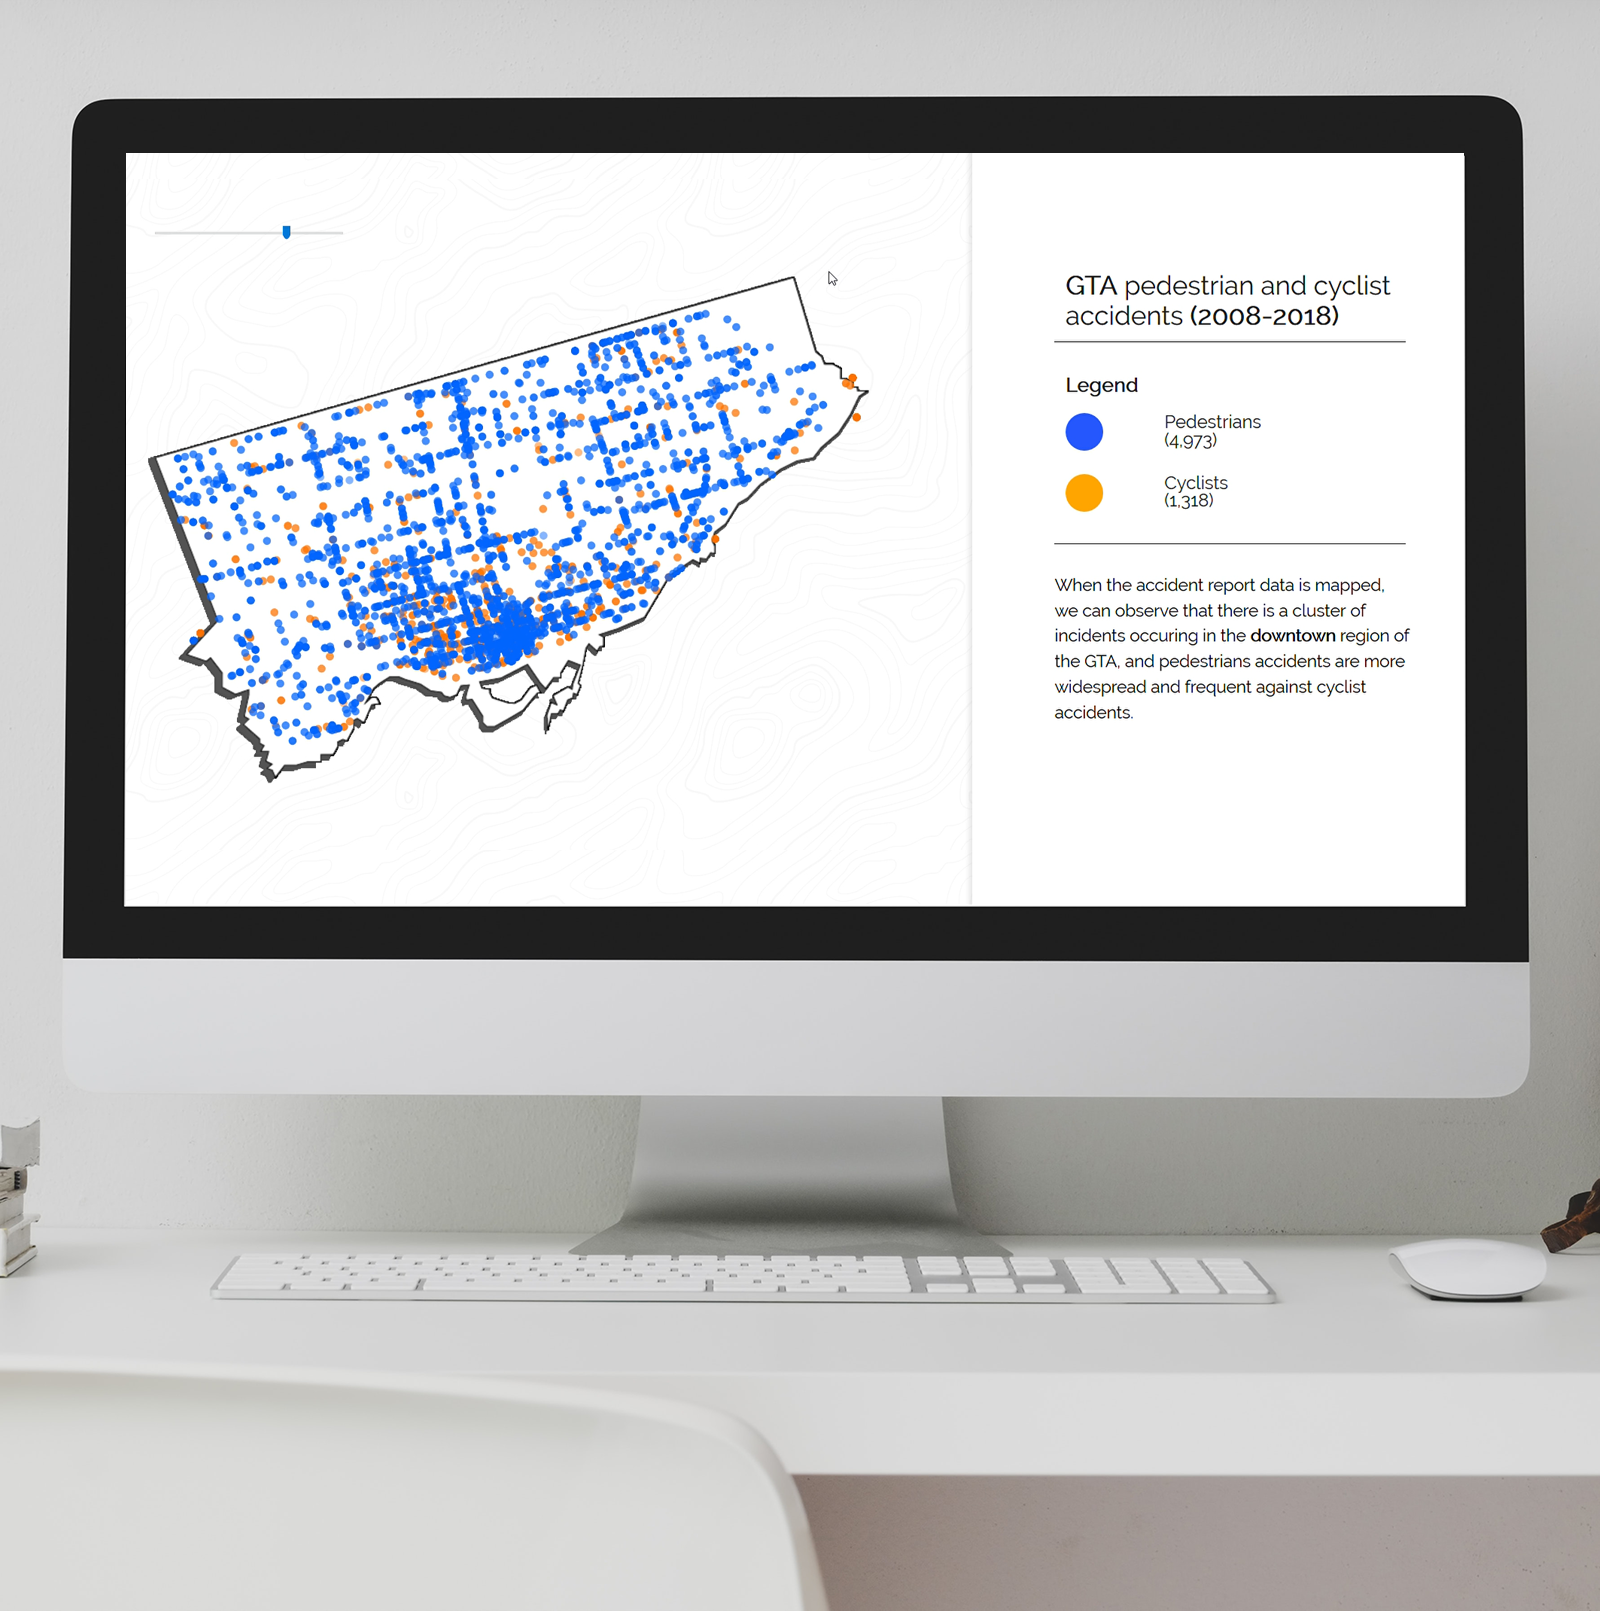 GTA pedestrian and cyclist
accidents (2008-2018)
Legend
Pedestrians
(4,973)
Cyclists
(1,318)
When the accident report data is mapped,
we can observe that there is a cluster of
incidents occuring in the downtown region of
the GTA, and pedestrians accidents are more
widespread and frequent against cyclist
accidents.